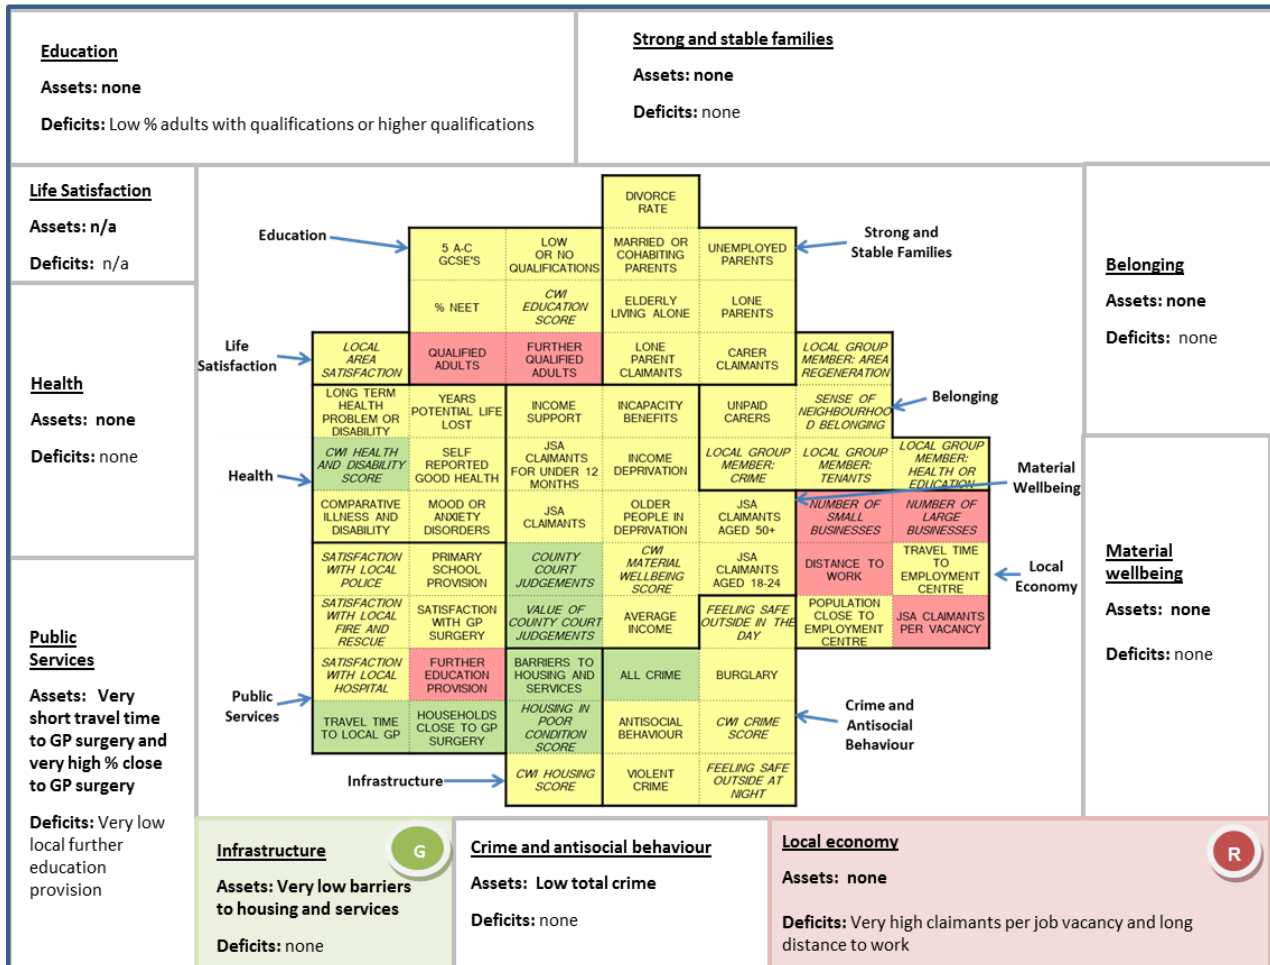 Education
Assets: none
Deficits: Low % adults with qualifications or higher qualifications
Strong and stable families
Assets: none
Deficits: none
Life Satisfaction
Assets: n/a
Deficits: n/a
Health
Assets: none
Deficits: none
Public
Services
Assets: Very
short travel time
to GP surgery and
very high % close
to GP surgery
Deficits: Very low
local further
education
provision
Education
Life
Satisfaction
Health
Public
Services
Infrastructure
Strong and
Stable Families
Belonging
Material
Wellbeing
Local
Economy
Crime and
Antisocial
Behaviour
DIVORCE
RATE
5 A-C
GCSE'S
LOW
OR NO
QUALIFICATIONS
MARRIED OR
COHABITING
PARENTS
UNEMPLOYED
PARENTS
% NEET
CWI
EDUCATION
SCORE
ELDERLY
LIVING ALONE
LONE
PARENTS
LOCAL
AREA
SATISFACTION
QUALIFIED
ADULTS
FURTHER
QUALIFIED
ADULTS
LONE
PARENT
CLAIMANTS
CARER
CLAIMANTS
LOCAL GROUP
MEMBER: AREA
REGENERATION
LONG TERM
HEALTH
PROBLEM OR
DISABILITY
YEARS
POTENTIAL LIFE
LOST
INCOME
SUPPORT
INCAPACITY
BENEFITS
UNPAID
CARERS
SENSE OF
NEIGHBOURHOO
D BELONGING
CWI HEALTH
AND DISABILITY
SCORE
SELF
REPORTED
GOOD HEALTH
JSA
CLAIMANTS
FOR UNDER 12
MONTHS
INCOME
DEPRIVATION
LOCAL GROUP
MEMBER:
CRIME
LOCAL GROUP
MEMBER:
TENANTS
LOCAL GROUP
MEMBER:
HEALTH OR
EDUCATION
COMPARATIVE
ILLNESS AND
DISABILITY
MOOD OR
ANXIETY
DISORDERS
JSA
CLAIMANTS
OLDER
PEOPLE IN
DEPRIVATION
JSA
CLAIMANTS
AGED 50+
NUMBER OF
SMALL
BUSINESSES
NUMBER OF
LARGE
BUSINESSES
SATISFACTION
WITH LOCAL
POLICE
PRIMARY
SCHOOL
PROVISION
COUNTY
COURT
JUDGEMENTS
CWI
MATERIAL
WELLBEING
SCORE
JSA
CLAIMANTS
AGED 18-24
DISTANCE TO
WORK
TRAVEL TIME
TO
EMPLOYMENT
CENTRE
SATISFACTION
WITH LOCAL
FIRE AND
RESCUE
SATISFACTION
WITH GP
SURGERY
VALUE OF
COUNTY COURT
JUDGEMENTS
AVERAGE
INCOME
FEELING SAFE
OUTSIDE IN THE
DAY
POPULATION
CLOSE TO
EMPLOYMENT
CENTRE
JSA CLAIMANTS
PER VACANCY
SATISFACTION
WITH LOCAL
HOSPITAL
FURTHER
EDUCATION
PROVISION
BARRIERS TO
HOUSING AND
SERVICES
ALL CRIME
BURGLARY
TRAVEL TIME
TO LOCAL GP
HOUSEHOLDS
CLOSE TO GP
SURGERY
HOUSING IN
POOR
CONDITION
SCORE
ANTISOCIAL
BEHAVIOUR
CWI CRIME
SCORE
CWI HOUSING
SCORE
VIOLENT
CRIME
FEELING SAFE
OUTSIDE AT
NIGHT
Belonging
Assets: none
Deficits: none
Material
wellbeing
Assets: none
Deficits: none
Infrastructure
G
Assets: Very low barriers
to housing and services
Deficits: none
Crime and antisocial behaviour
Assets: Low total crime
Deficits: none
Local economy
R
Assets: none
Deficits: Very high claimants per job vacancy and long
distance to work